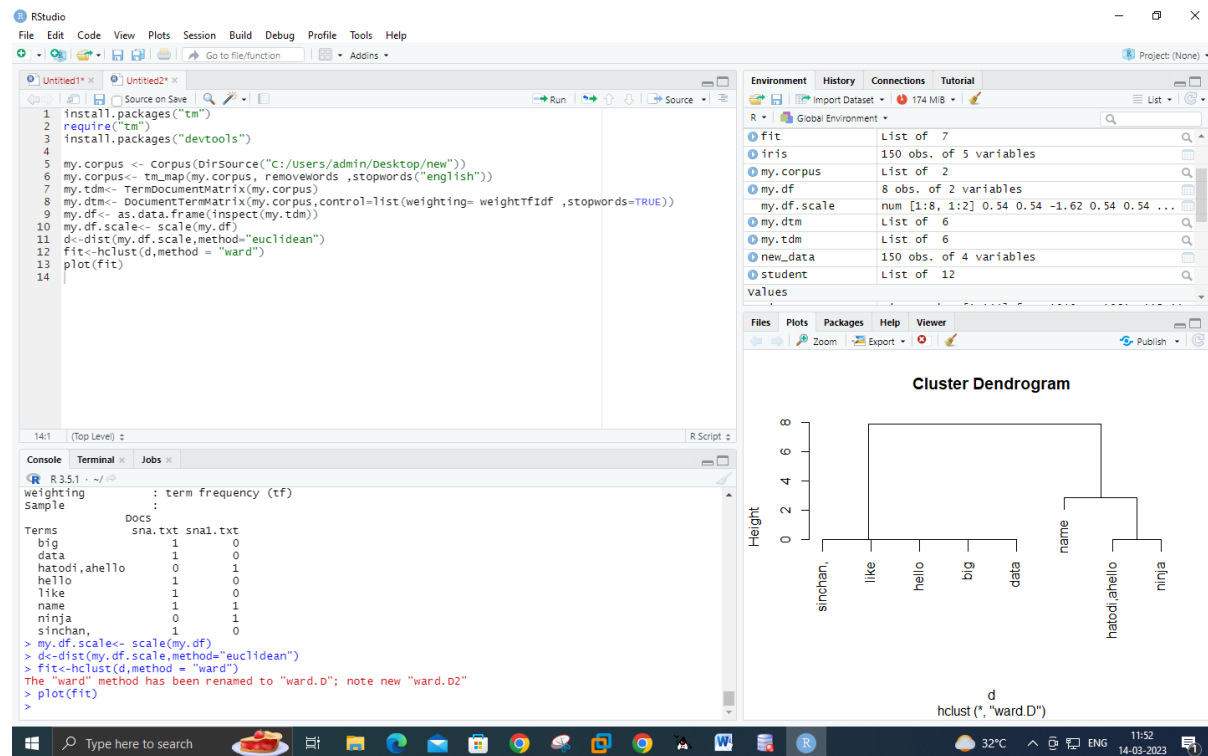 RStudio
File Edit Code View Plots Session Build Debug Profile Tools Help
Go to file/function Addins
Project: (None)
Untitled1* Untitled2*
Source on Save Run Source
1 install.packages("tm")
2 require("tm")
3 install.packages("devtools")
4
5 my.corpus <- Corpus(DirSource("C:/Users/admin/Desktop/new"))
6 my.corpus<- tm_map(my.corpus, removeWords ,stopwords("english"))
7 my.tdm<- TermDocumentMatrix(my.corpus)
8 my.dtm<- DocumentTermMatrix(my.corpus,control=list(weighting= weightTfIdf ,stopwords=TRUE))
9 my.df<- as.data.frame(inspect(my.tdm))
10 my.df.scale<- scale(my.df)
11 d<-dist(my.df.scale,method="euclidean")
12 fit<-hclust(d,method = "ward")
13 plot(fit)
14
14:1 (Top Level) R Script
Console Terminal Jobs
R 3.5.1 · ~/
weighting : term frequency (tf)
Sample :
Docs
Terms sna.txt sna1.txt
big 1 0
data 1 0
hatodi,ahello 0 1
hello 1 0
like 1 0
name 1 1
ninja 0 1
sinchan, 1 0
> my.df.scale<- scale(my.df)
> d<-dist(my.df.scale,method="euclidean")
> fit<-hclust(d,method = "ward")
The "ward" method has been renamed to "ward.D"; note new "ward.D2"
> plot(fit)
>
Environment History Connections Tutorial
Import Dataset 174 MiB List
R Global Environment
fit List of 7
iris 150 obs. of 5 variables
my.corpus List of 2
my.df 8 obs. of 2 variables
my.df.scale num [1:8, 1:2] 0.54 0.54 -1.62 0.54 0.54 ...
my.dtm List of 6
my.tdm List of 6
new_data 150 obs. of 4 variables
student List of 12
values
Files Plots Packages Help Viewer
Zoom Export Publish
Cluster Dendrogram
Height
0 2 4 6 8
sinchan,
like
hello
big
data
name
hatodi,ahello
ninja
d
hclust (*, "ward.D")
Type here to search
32°C ENG 11:52
14-03-2023